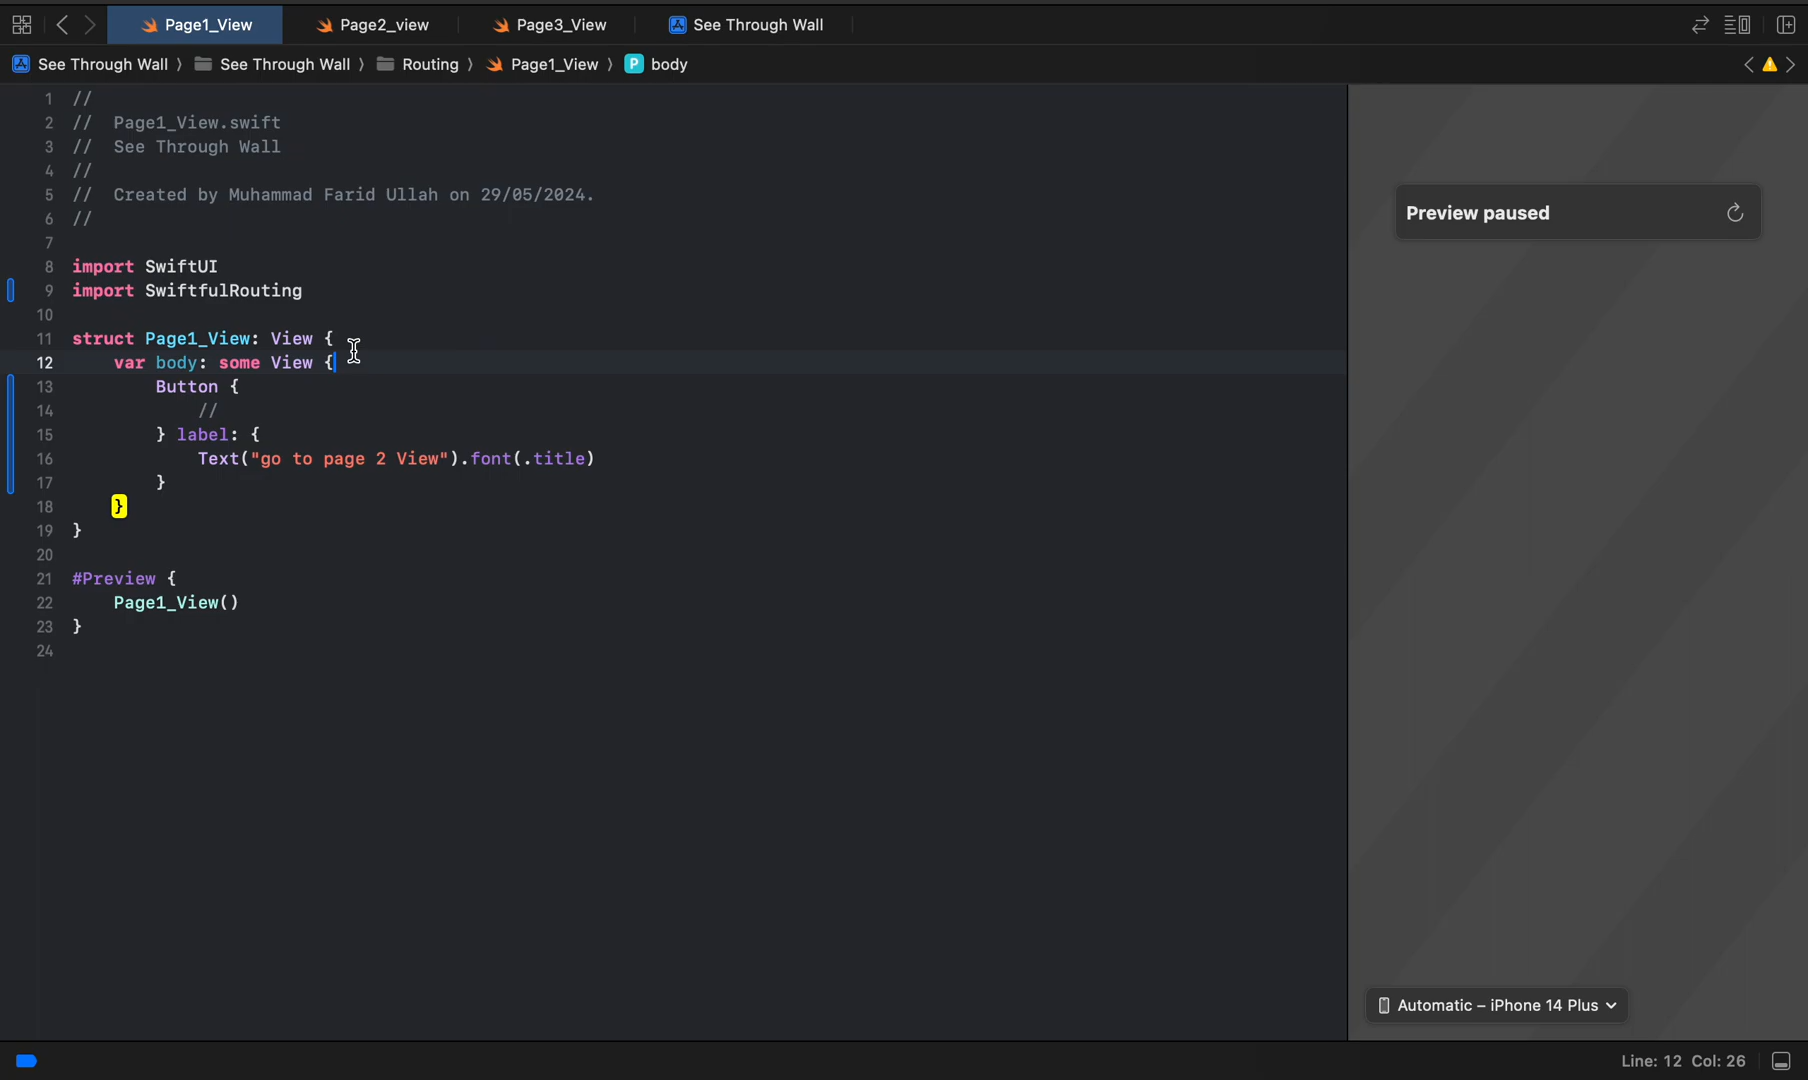 Page1_View Page2_view Page3_View See Through Wall
See Through Wall 〉 See Through Wall 〉 Routing 〉 Page1_View 〉 P body
1 //
2 //  Page1_View.swift
3 //  See Through Wall
4 //
5 //  Created by Muhammad Farid Ullah on 29/05/2024.
6 //
7
8 import SwiftUI
9 import SwiftfulRouting
10
11 struct Page1_View: View {
12     var body: some View {
13         Button {
14             //
15         } label: {
16             Text("go to page 2 View").font(.title)
17         }
18     }
19 }
20
21 #Preview {
22     Page1_View()
23 }
24
Preview paused
Automatic – iPhone 14 Plus
Line: 12 Col: 26